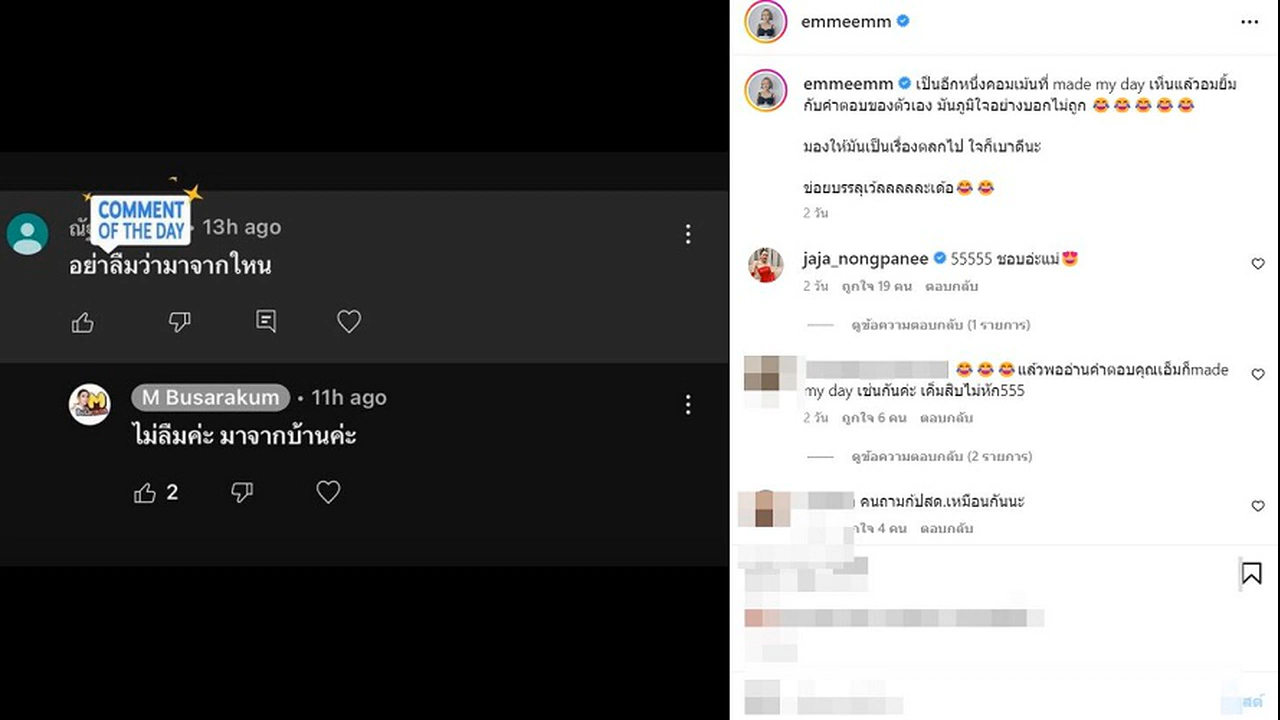 COMMENT
OF THE DAY
• 13h ago
อย่าลืมว่ามาจากใหน
M Busarakum • 11h ago
ไม่ลืมค่ะ มาจากบ้านค่ะ
2
emmeemm
emmeemm เป็นอีกหนึ่งคอมเม้นที่ made my day เห็นแล้วอมยิ้ม
กับคำตอบของตัวเอง มันภูมิใจอย่างบอกไม่ถูก 😂😂😂😂😂
มองให้มันเป็นเรื่องตลกไป ใจก็เบาดีนะ
ข่อยบรรลุเว้ลลลลละเด้อ😂😂
2 วัน
jaja_nongpanee 55555 ชอบอ่ะแม่😍
2 วัน ถูกใจ 19 คน ตอบกลับ
ดูข้อความตอบกลับ (1 รายการ)
😂😂😂แล้วพออ่านคำตอบคุณเอ็มก็made
my day เช่นกันค่ะ เค็มสิบไม่หัก555
2 วัน ถูกใจ 6 คน ตอบกลับ
ดูข้อความตอบกลับ (2 รายการ)
คนถามก้ปสด.เหมือนกันนะ
4 คน ตอบกลับ